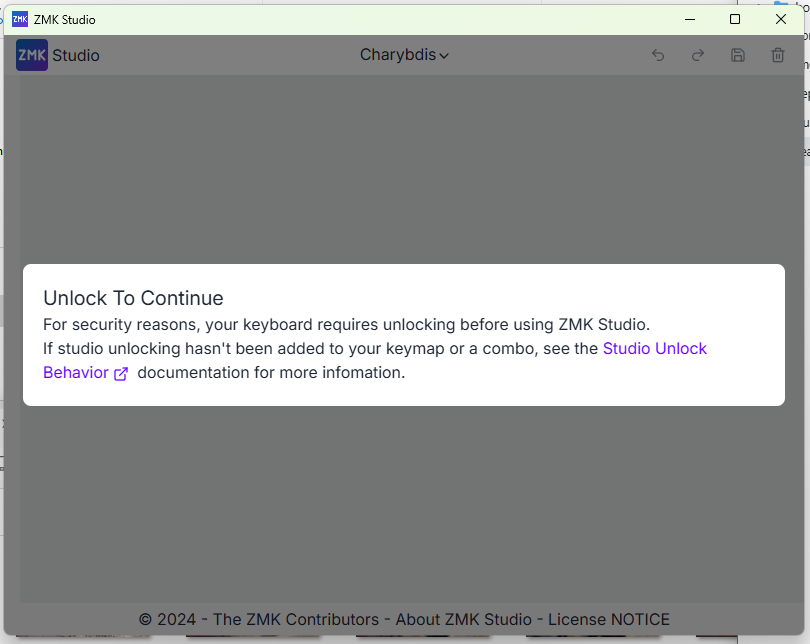 ZMK ZMK Studio
ZMK Studio
Charybdis
Unlock To Continue
For security reasons, your keyboard requires unlocking before using ZMK Studio.
If studio unlocking hasn't been added to your keymap or a combo, see the Studio Unlock
Behavior documentation for more infomation.
© 2024 - The ZMK Contributors - About ZMK Studio - License NOTICE